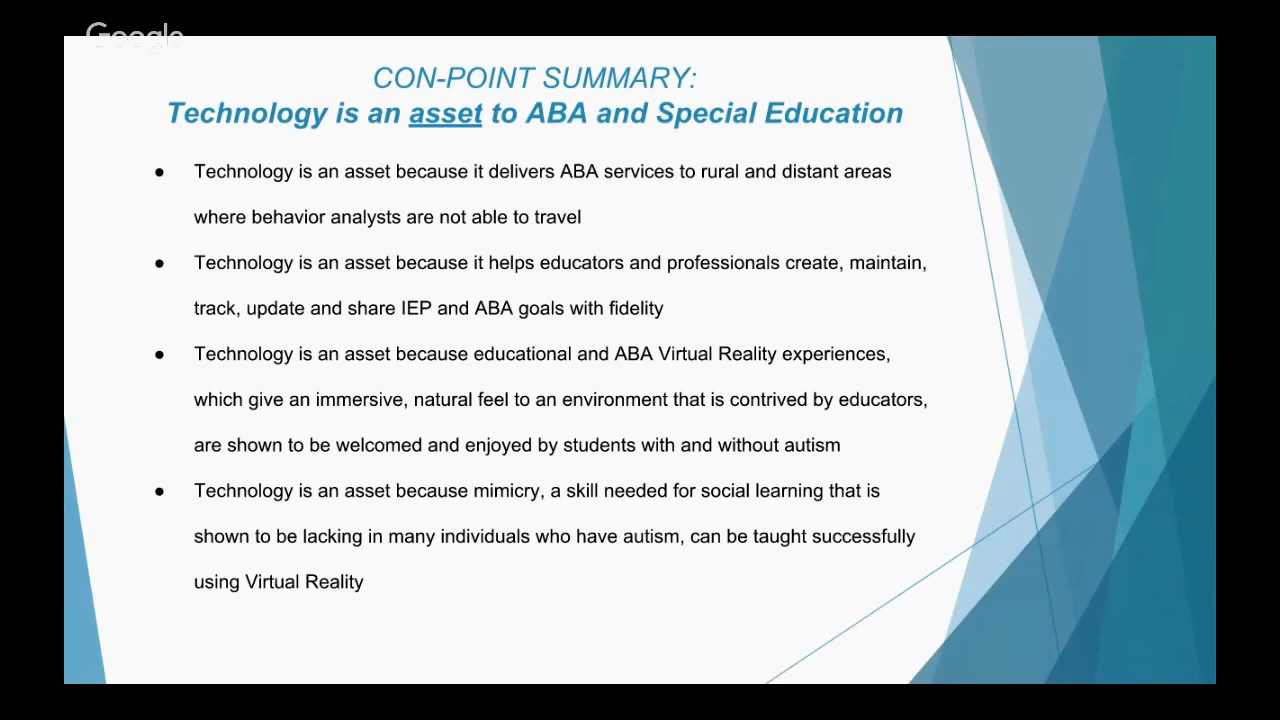 Google
CON-POINT SUMMARY:
Technology is an asset to ABA and Special Education
● Technology is an asset because it delivers ABA services to rural and distant areas
where behavior analysts are not able to travel
● Technology is an asset because it helps educators and professionals create, maintain,
track, update and share IEP and ABA goals with fidelity
● Technology is an asset because educational and ABA Virtual Reality experiences,
which give an immersive, natural feel to an environment that is contrived by educators,
are shown to be welcomed and enjoyed by students with and without autism
● Technology is an asset because mimicry, a skill needed for social learning that is
shown to be lacking in many individuals who have autism, can be taught successfully
using Virtual Reality